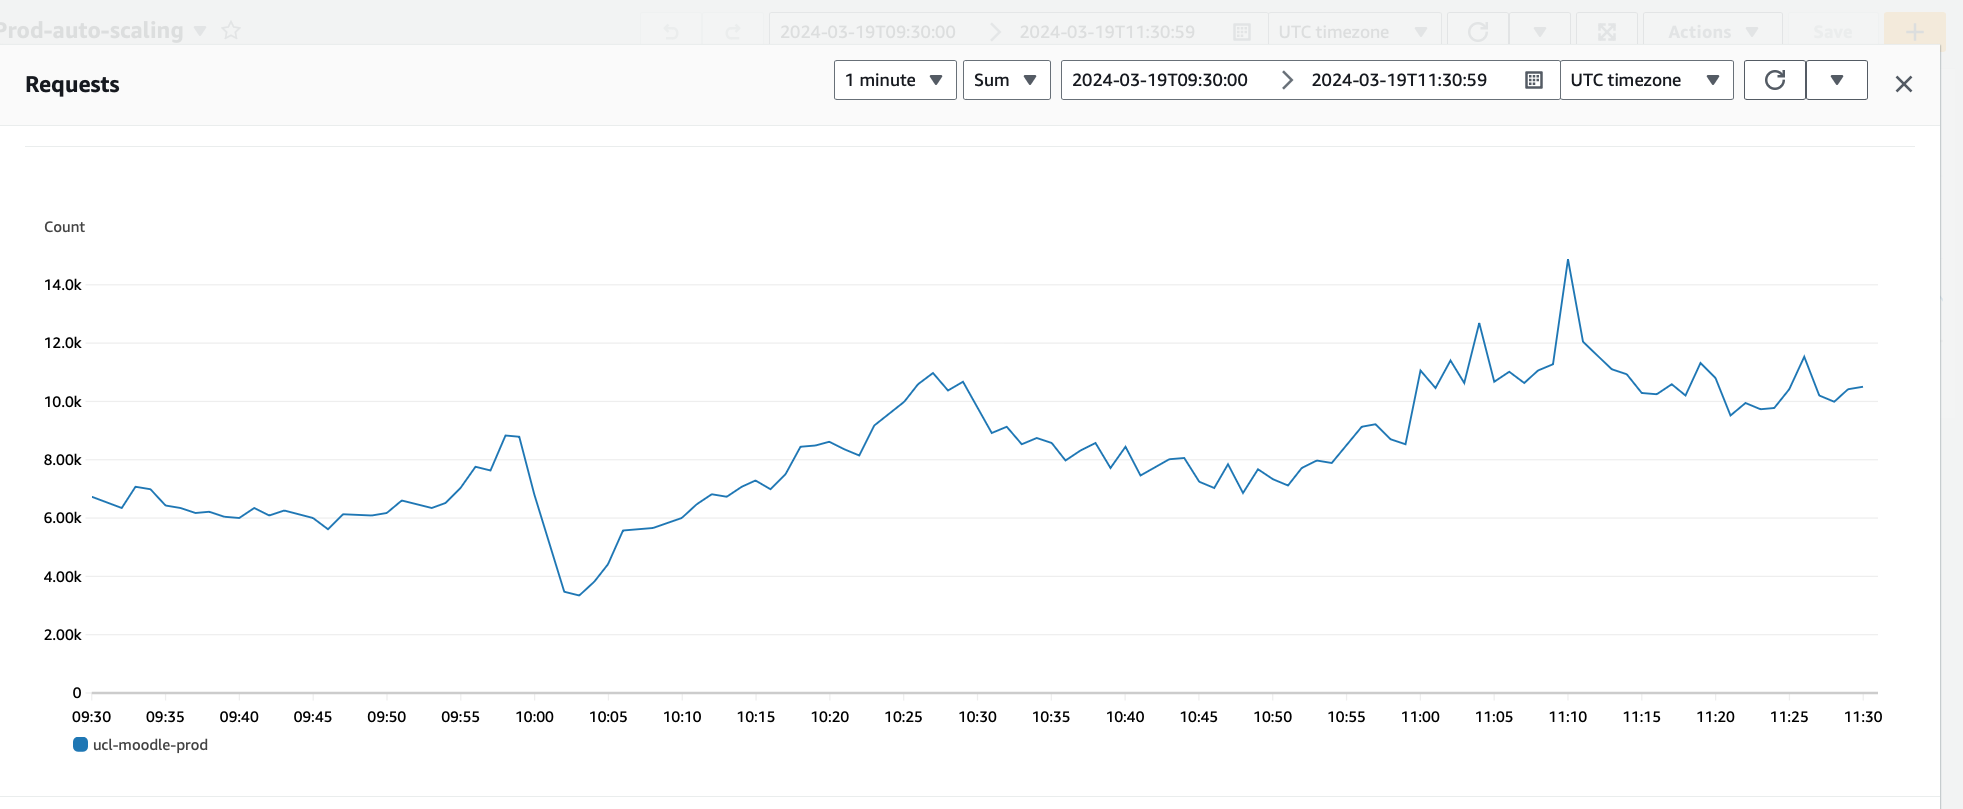 Prod-auto-scaling 2024-03-19T09:30:00 2024-03-19T11:30:59 UTC timezone Actions Save
Requests 1 minute Sum 2024-03-19T09:30:00 2024-03-19T11:30:59 UTC timezone
Count
14.0k
12.0k
10.0k
8.00k
6.00k
4.00k
2.00k
0
09:30 09:35 09:40 09:45 09:50 09:55 10:00 10:05 10:10 10:15 10:20 10:25 10:30 10:35 10:40 10:45 10:50 10:55 11:00 11:05 11:10 11:15 11:20 11:25 11:30
ucl-moodle-prod